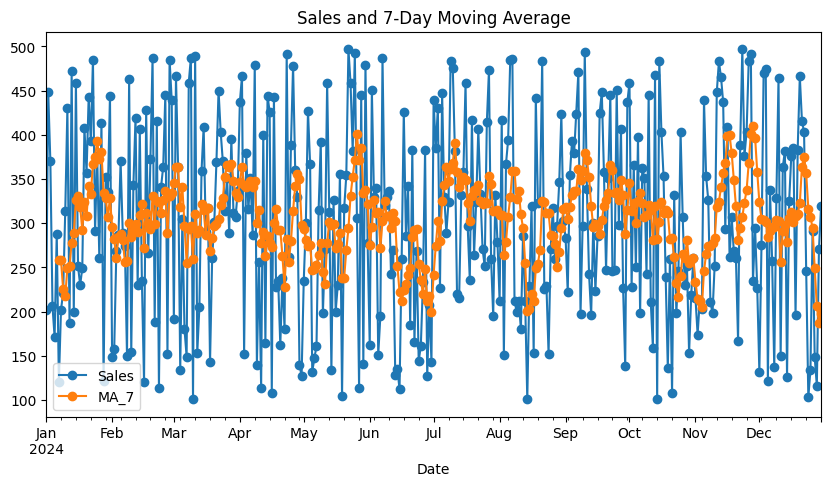 Sales and 7-Day Moving Average
500
450
400
350
300
250
200
150
100
Sales
MA_7
Jan Feb Mar Apr May Jun Jul Aug Sep Oct Nov Dec
2024
Date